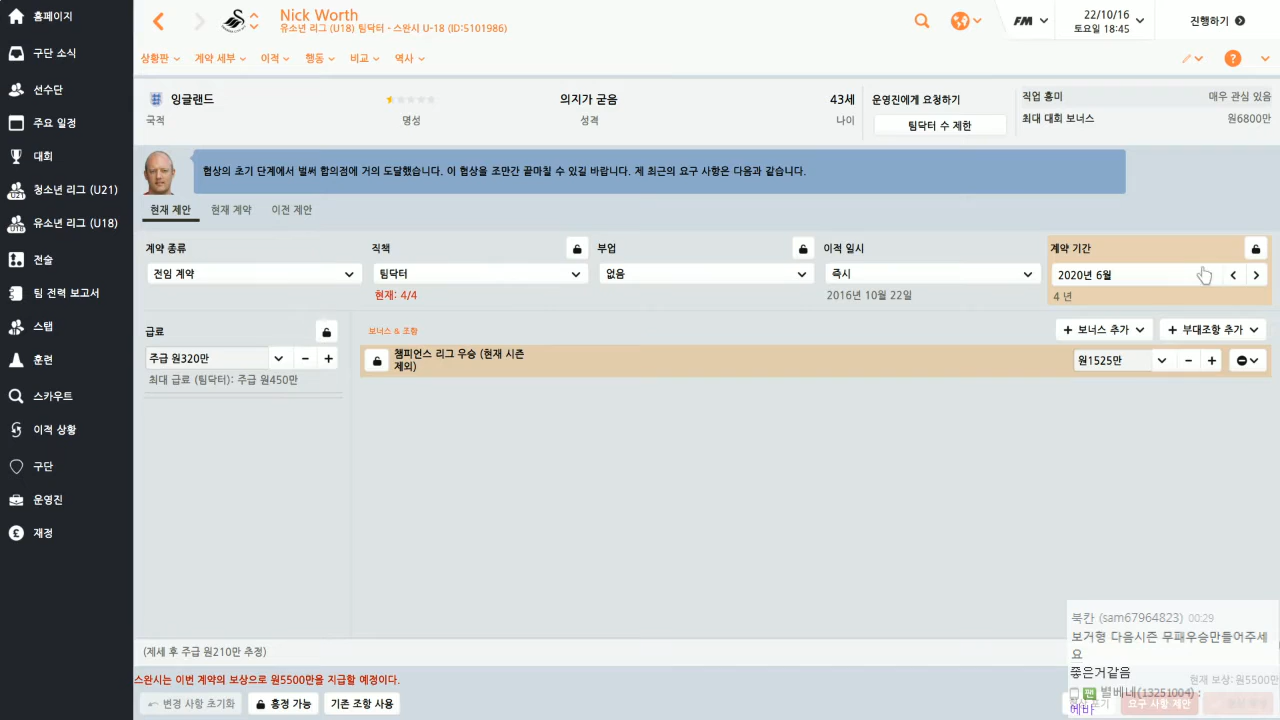 홈페이지
구단 소식
선수단
주요 일정
대회
청소년 리그 (U21)
유소년 리그 (U18)
전술
팀 전력 보고서
스탭
훈련
스카우트
이적 상황
구단
운영진
재정
Nick Worth
유소년 리그 (U18) 팀닥터 - 스완시 U-18 (ID:5101986)
FM
22/10/16
토요일 18:45
진행하기
상황판
계약 세부
이적
행동
비교
역사
잉글랜드
국적
명성
의지가 굳음
성격
43세
나이
운영진에게 요청하기
팀닥터 수 제한
직업 흥미
매우 관심 있음
최대 대회 보너스
원6800만
협상의 초기 단계에서 벌써 합의점에 거의 도달했습니다. 이 협상을 조만간 끝마칠 수 있길 바랍니다. 제 최근의 요구 사항은 다음과 같습니다.
현재 제안
현재 계약
이전 제안
계약 종류
전임 계약
직책
팀닥터
현재: 4/4
부업
없음
이적 일시
즉시
2016년 10월 22일
계약 기간
2020년 6월
4 년
급료
주급 원320만
최대 급료 (팀닥터): 주급 원450만
보너스 & 조항
+ 보너스 추가
+ 부대조항 추가
챔피언스 리그 우승 (현재 시즌
제외)
원1525만
(제세 후 주급 원210만 추정)
스완시는 이번 계약의 보상으로 원5500만을 지급할 예정이다.
현재 보상: 원5500만
변경 사항 초기화
흥정 가능
기존 조항 사용
요구 사항 제안
북칸 (sam67964823) 00:29
보거형 다음시즌 무패우승만들어주세
요
좋은거같음
팬 별베네(13251004) :
에바